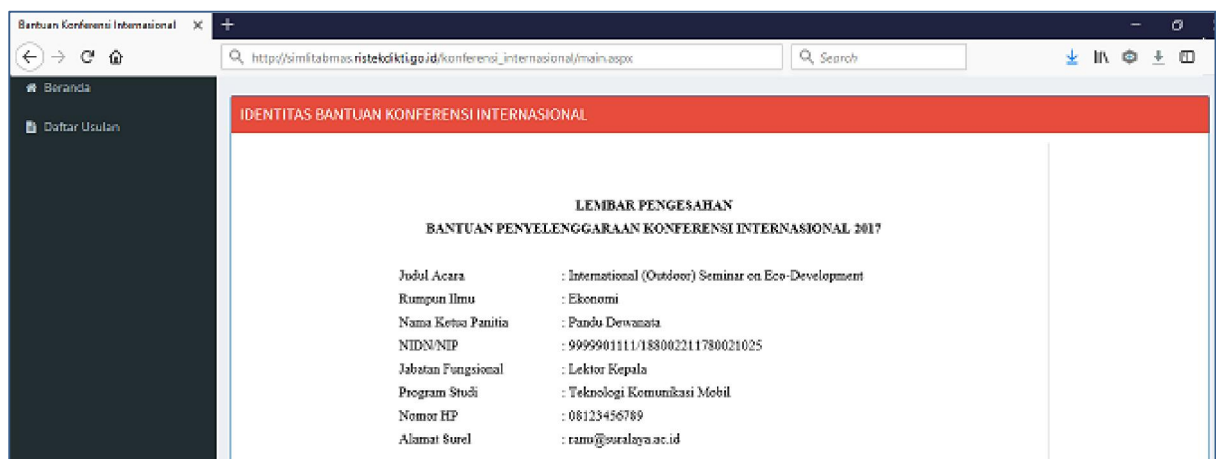 Bantuan Konferensi Internasional
http://simlitabmas.ristekdikti.go.id/konferensi_internasional/main.aspx
Search
Beranda
Daftar Usulan
IDENTITAS BANTUAN KONFERENSI INTERNASIONAL
LEMBAR PENGESAHAN
BANTUAN PENYELENGGARAAN KONFERENSI INTERNASIONAL 2017
Judul Acara : International (Outdoor) Seminar on Eco-Development
Rumpun Ilmu : Ekonomi
Nama Ketua Panitia : Pandu Dewanata
NIDN/NIP : 9999901111/188002211780021025
Jabatan Fungsional : Lektor Kepala
Program Studi : Teknologi Komunikasi Mobil
Nomor HP : 08123456789
Alamat Surel : ranu@suralaya.ac.id